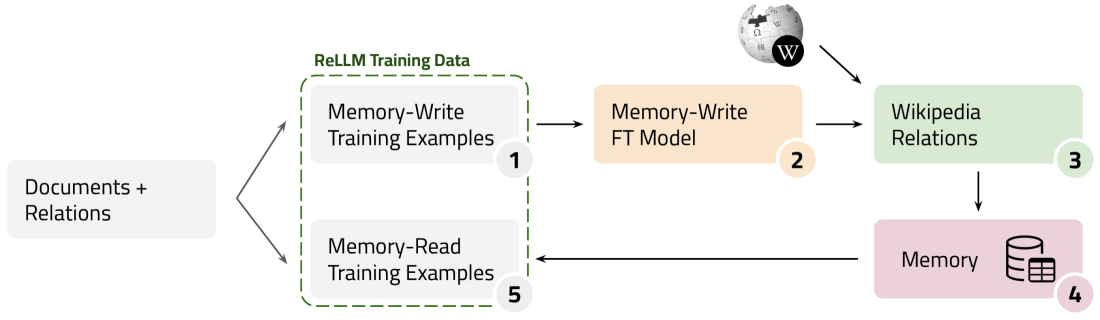 ReLLM Training Data
Memory-Write
Training Examples
1
Memory-Write
FT Model
2
W
Ω
W
Wikipedia
Relations
3
Documents +
Relations
Memory-Read
Training Examples
5
Memory
4